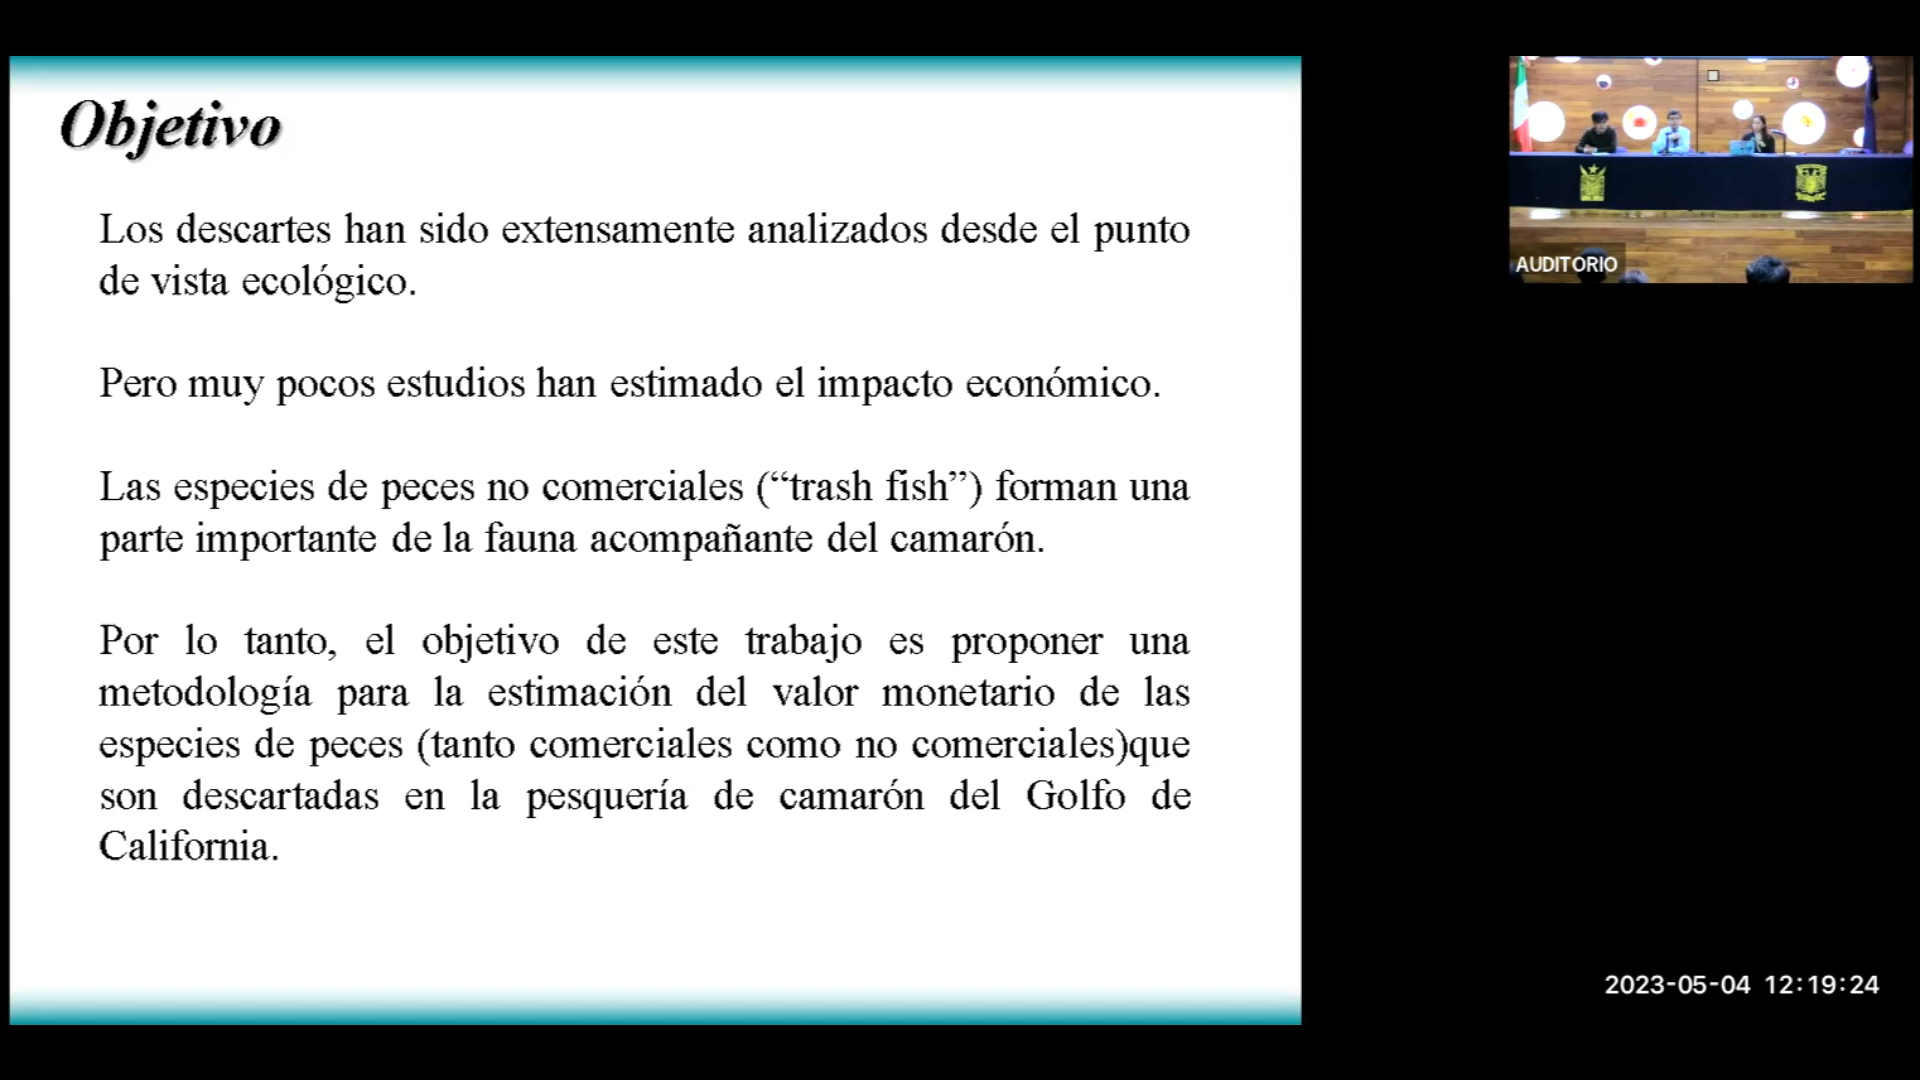 Objetivo
Los descartes han sido extensamente analizados desde el punto
de vista ecológico.
Pero muy pocos estudios han estimado el impacto económico.
Las especies de peces no comerciales (“trash fish”) forman una
parte importante de la fauna acompañante del camarón.
Por lo tanto, el objetivo de este trabajo es proponer una
metodología para la estimación del valor monetario de las
especies de peces (tanto comerciales como no comerciales)que
son descartadas en la pesquería de camarón del Golfo de
California.
AUDITORIO
2023-05-04 12:19:24